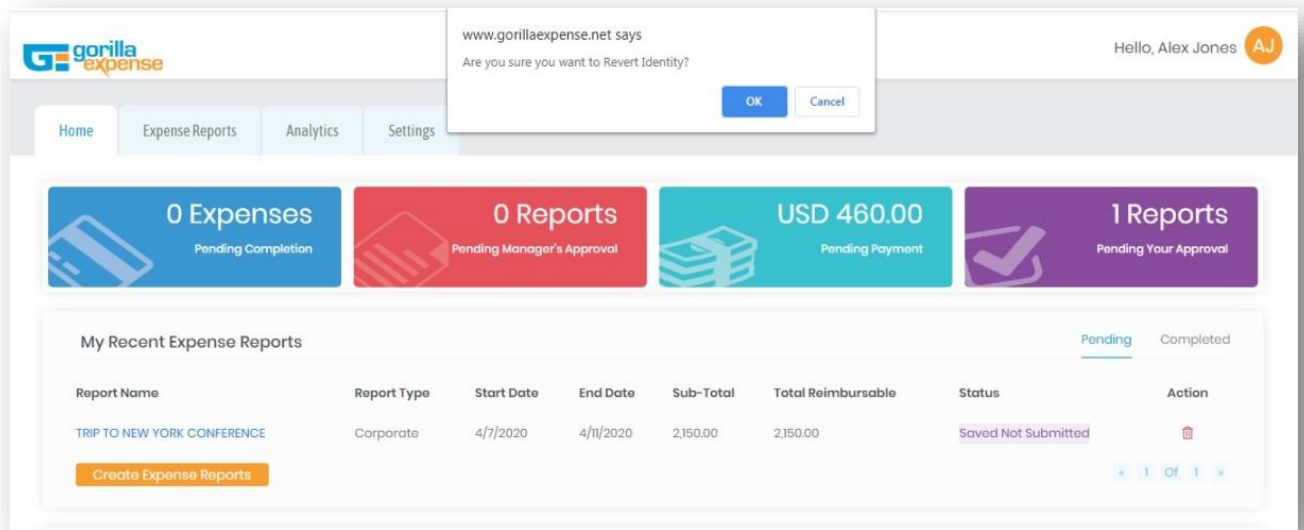 www.gorillaexpense.net says
Are you sure you want to Revert Identity?
OK Cancel
GE gorilla expense
Hello, Alex Jones AJ
Home Expense Reports Analytics Settings
0 Expenses
Pending Completion
0 Reports
Pending Manager's Approval
USD 460.00
Pending Payment
1 Reports
Pending Your Approval
My Recent Expense Reports Pending Completed
Report Name Report Type Start Date End Date Sub-Total Total Reimbursable Status Action
TRIP TO NEW YORK CONFERENCE Corporate 4/7/2020 4/11/2020 2,150.00 2,150.00 Saved Not Submitted
Create Expense Reports « 1 Of 1 »